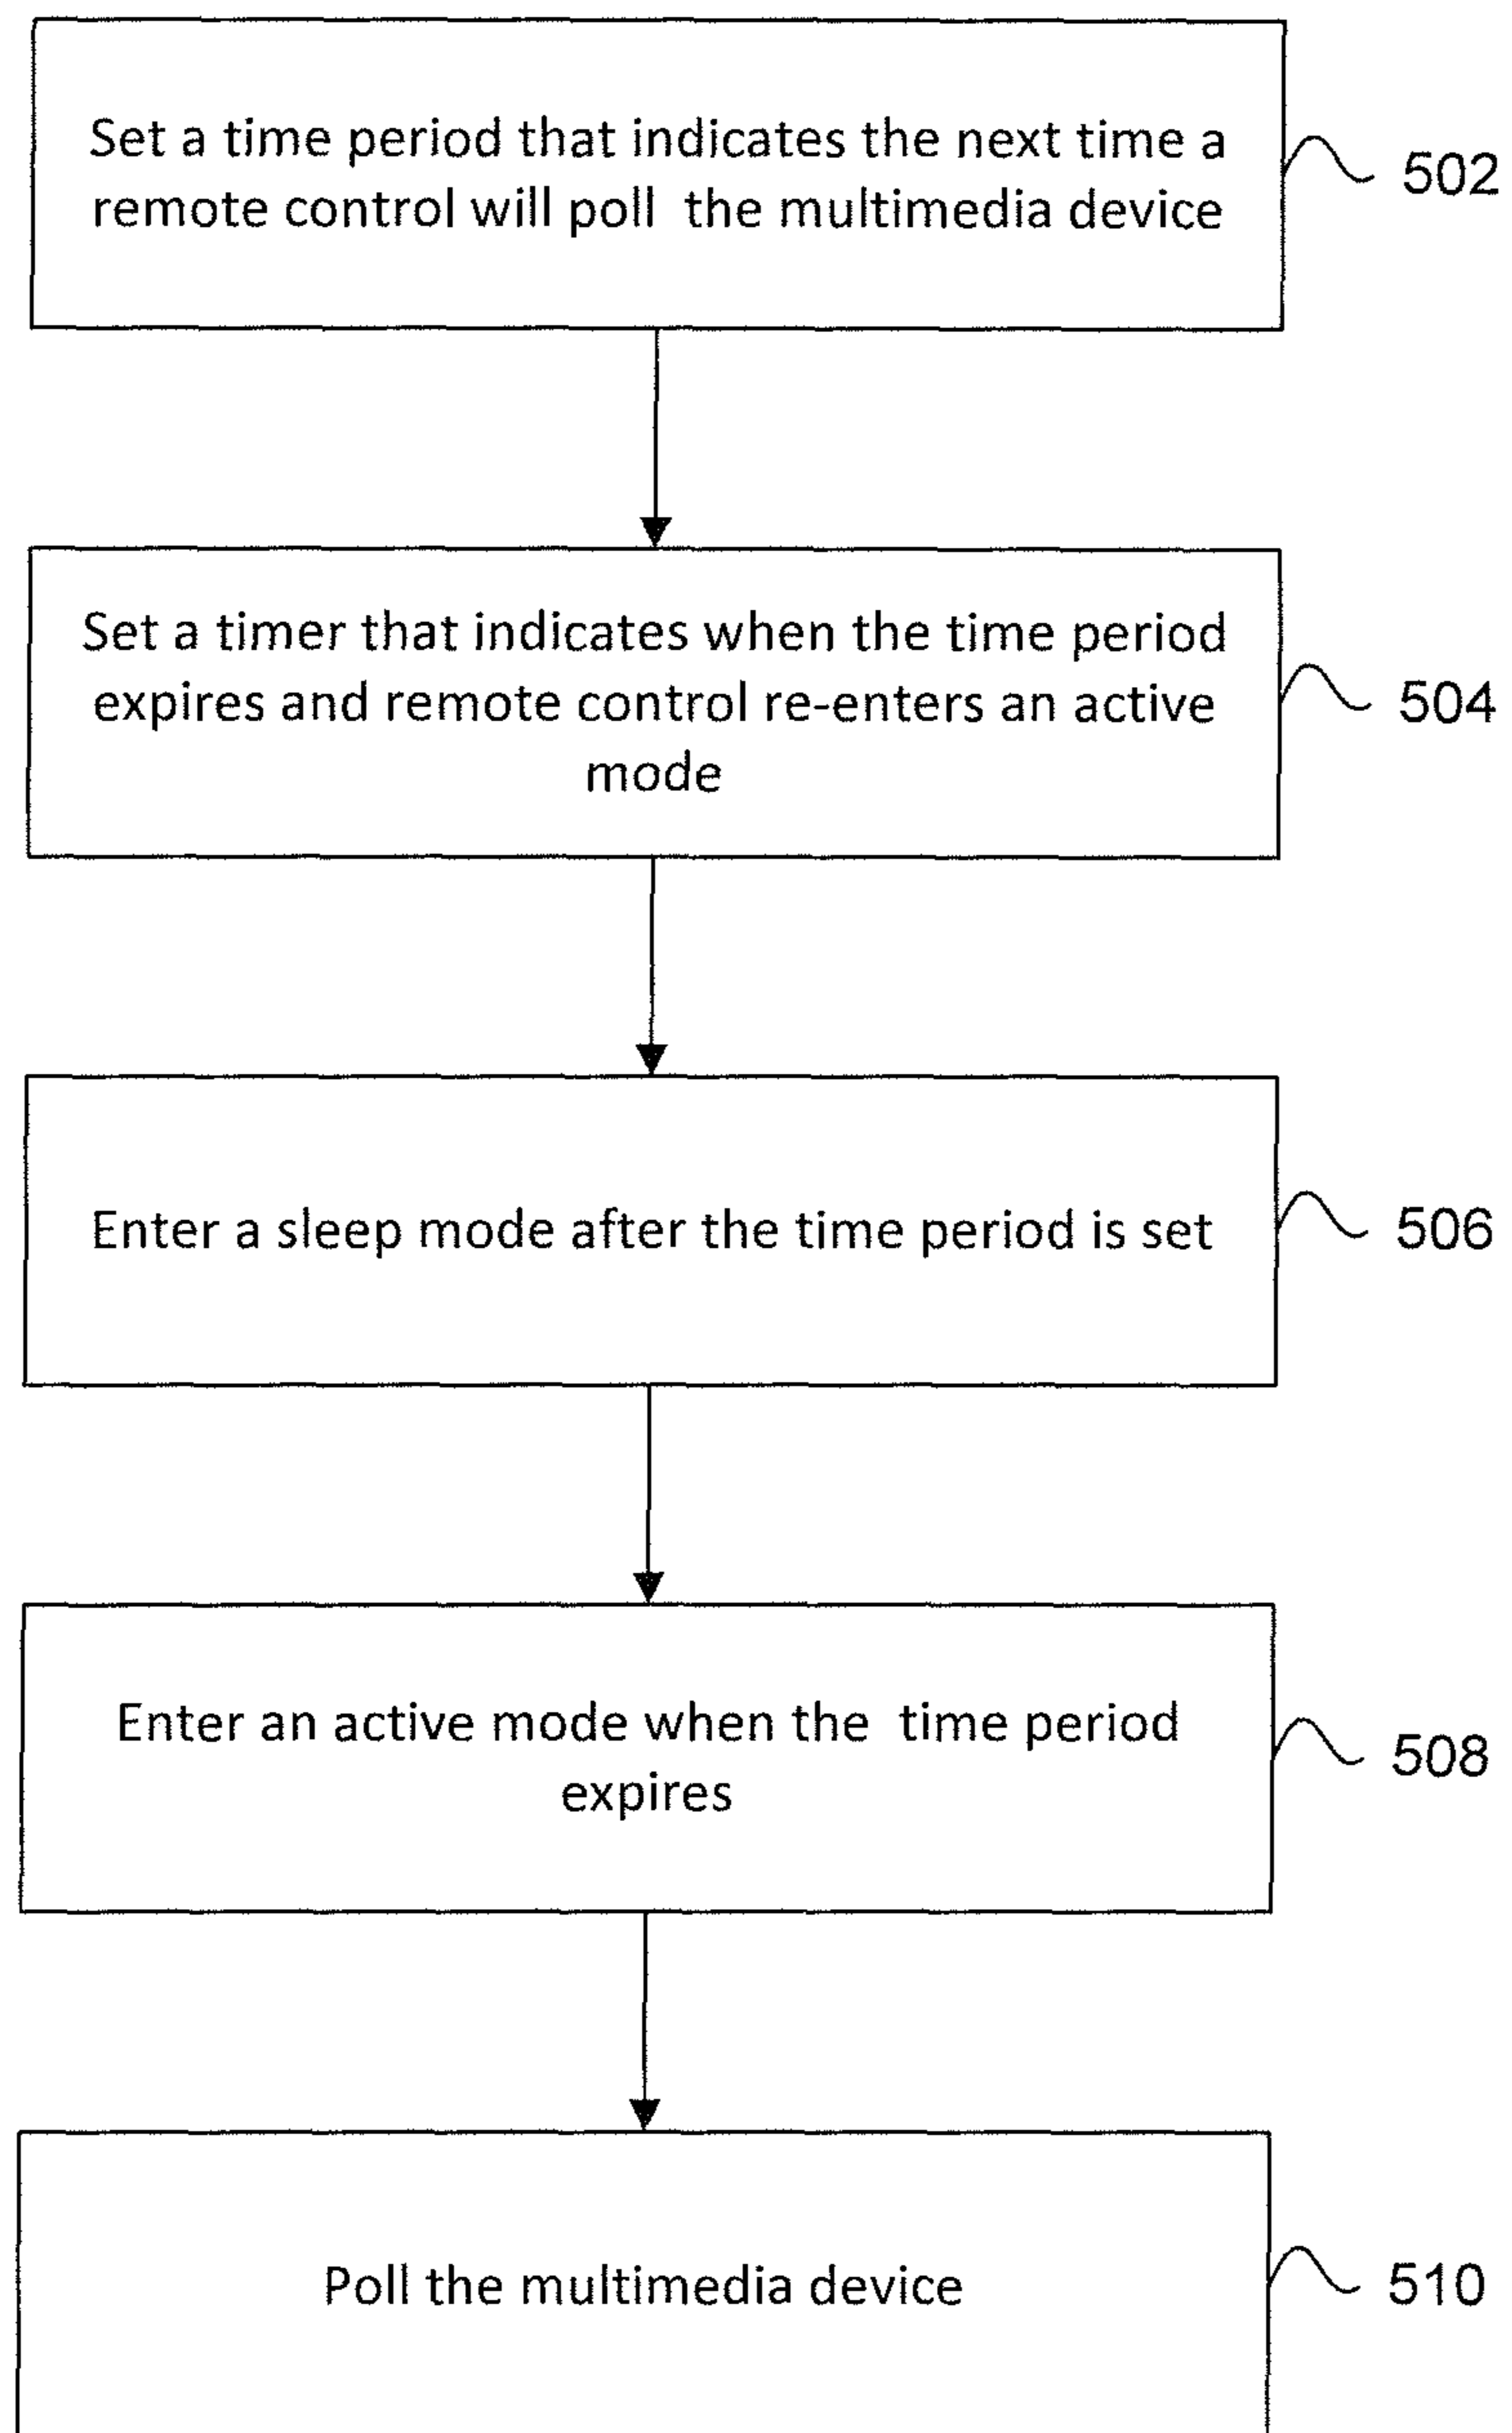 Set a time period that indicates the next time a
remote control will poll the multimedia device
502
Set a timer that indicates when the time period
expires and remote control re-enters an active
mode
504
Enter a sleep mode after the time period is set
506
Enter an active mode when the time period
expires
508
Poll the multimedia device
510